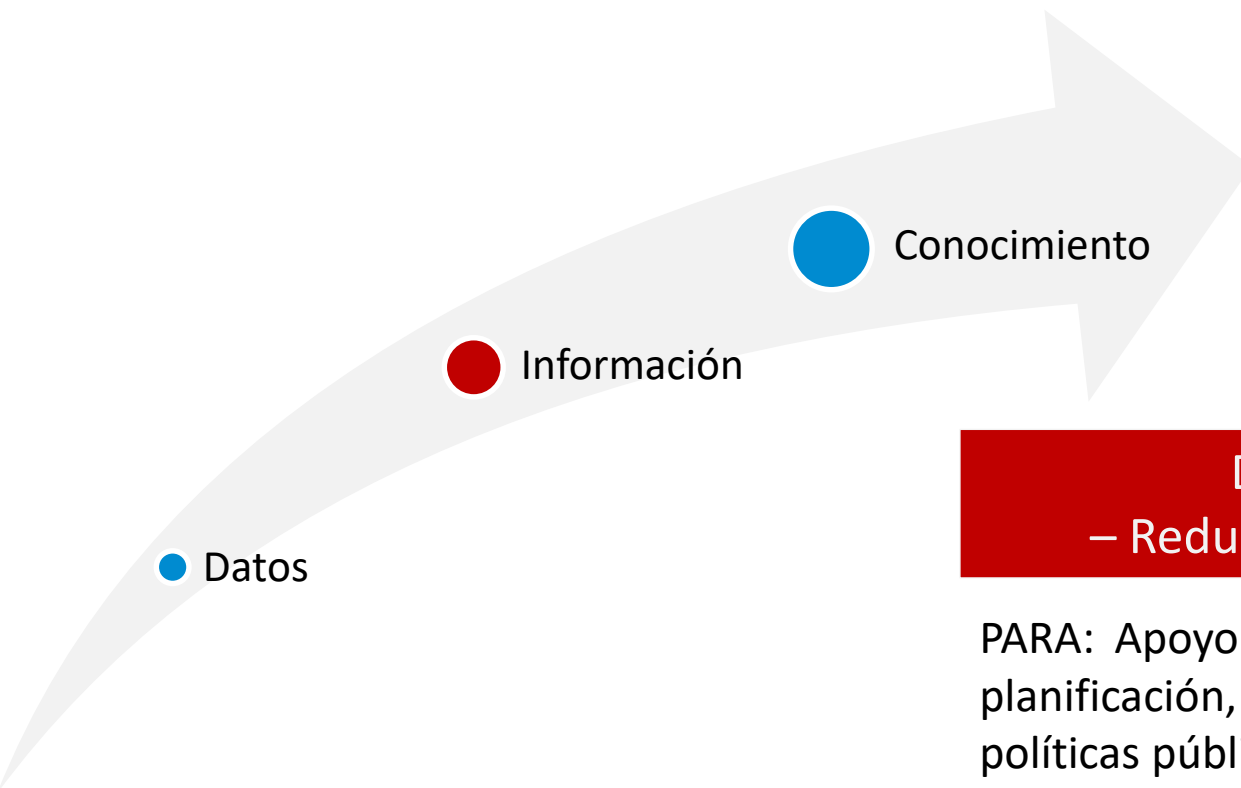 Conocimiento
Información
Datos
– Redu
PARA: Apoyo
planificación,
políticas públ